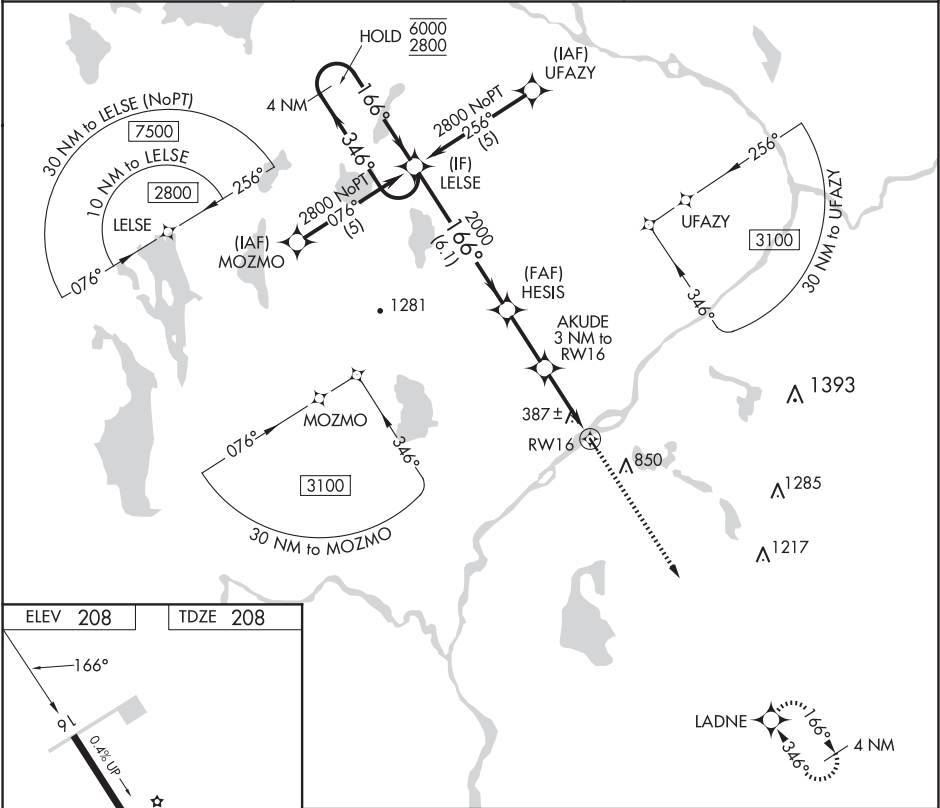 HOLD 6000
2800
(IAF)
UFAZY
4 NM
166°
346°
2800 NoPT
256°
(5)
(IF)
LELSE
30 NM to LELSE (NoPT)
7500
10 NM to LELSE
2800
256°
LELSE
076°
2800 NoPT
076°
(5)
(IAF)
MOZMO
256°
UFAZY
3100
30 NM to UFAZY
346°
2000
166°
(6.1)
(FAF)
HESIS
1281
AKUDE
3 NM to
RW16
MOZMO
076°
346°
3100
30 NM to MOZMO
387±
RW16
850
1393
1285
1217
ELEV 208
TDZE 208
166°
16
0.4% UP
LADNE
166°
346°
4 NM